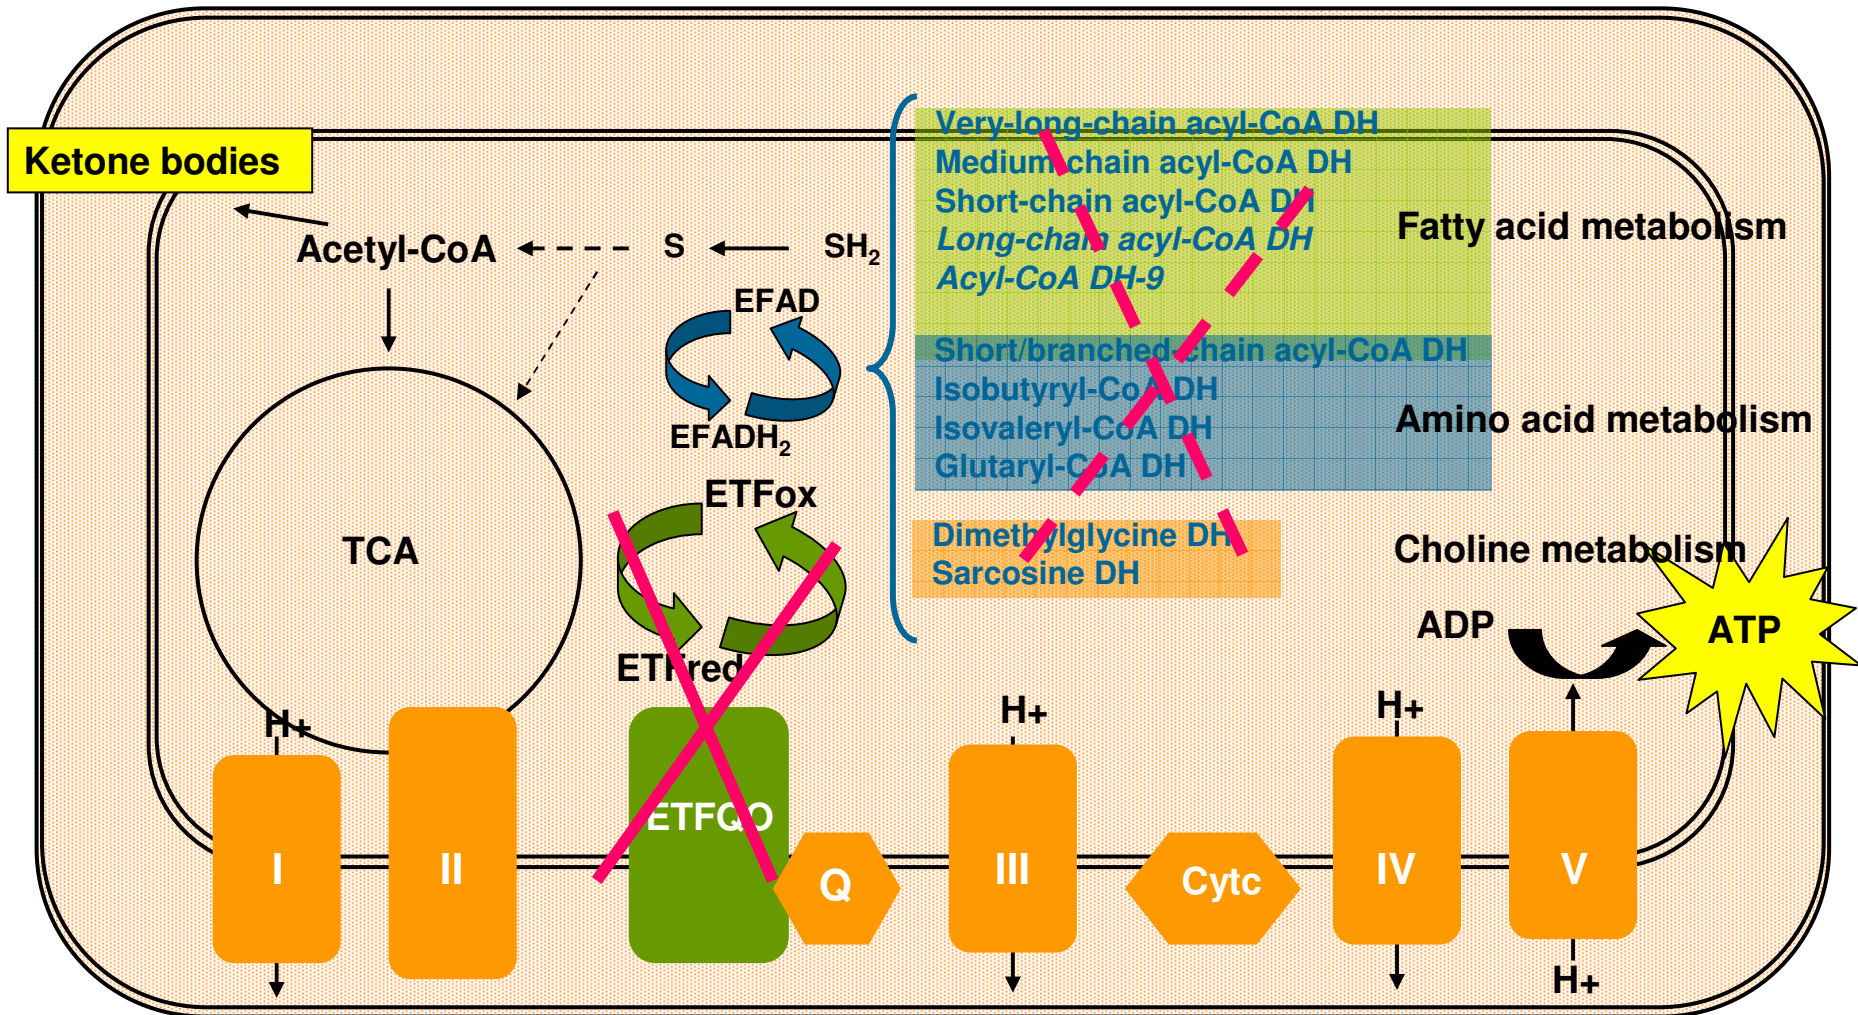 Very-long-chain acyl-CoA DH
Medium-chain acyl-CoA DH
Short-chain acyl-CoA DH
Long-chain acyl-CoA DH
Acyl-CoA DH-9
Fatty acid metabolism
Short/branched-chain acyl-CoA DH
Isobutyryl-CoA DH
Isovaleryl-CoA DH
Glutaryl-CoA DH
Amino acid metabolism
Dimethylglycine DH
Sarcosine DH
Choline metabolism
Ketone bodies
Acetyl-CoA
S
SH₂
EFAD
EFADH₂
ETFox
ETFred
TCA
ADP
ATP
H+
H+
H+
I
II
ETFQO
Q
III
Cytc
IV
V
H+